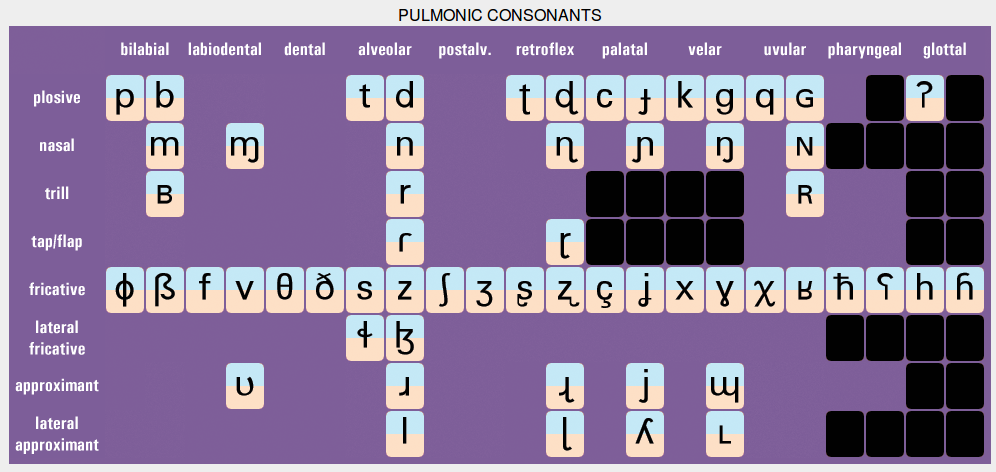 PULMONIC CONSONANTS
bilabial labiodental dental alveolar postalv. retroflex palatal velar uvular pharyngeal glottal
plosive p b t d ʈ ɖ c ɟ k ɡ q ɢ ʔ
nasal m ɱ n ɳ ɲ ŋ ɴ
trill ʙ r ʀ
tap/flap ɾ ɽ
fricative ɸ β f v θ ð s z ʃ ʒ ʂ ʐ ç ʝ x ɣ χ ʁ ħ ʕ h ɦ
lateral
fricative ɬ ɮ
approximant ʋ ɹ ɻ j ɰ
lateral
approximant l ɭ ʎ ʟ